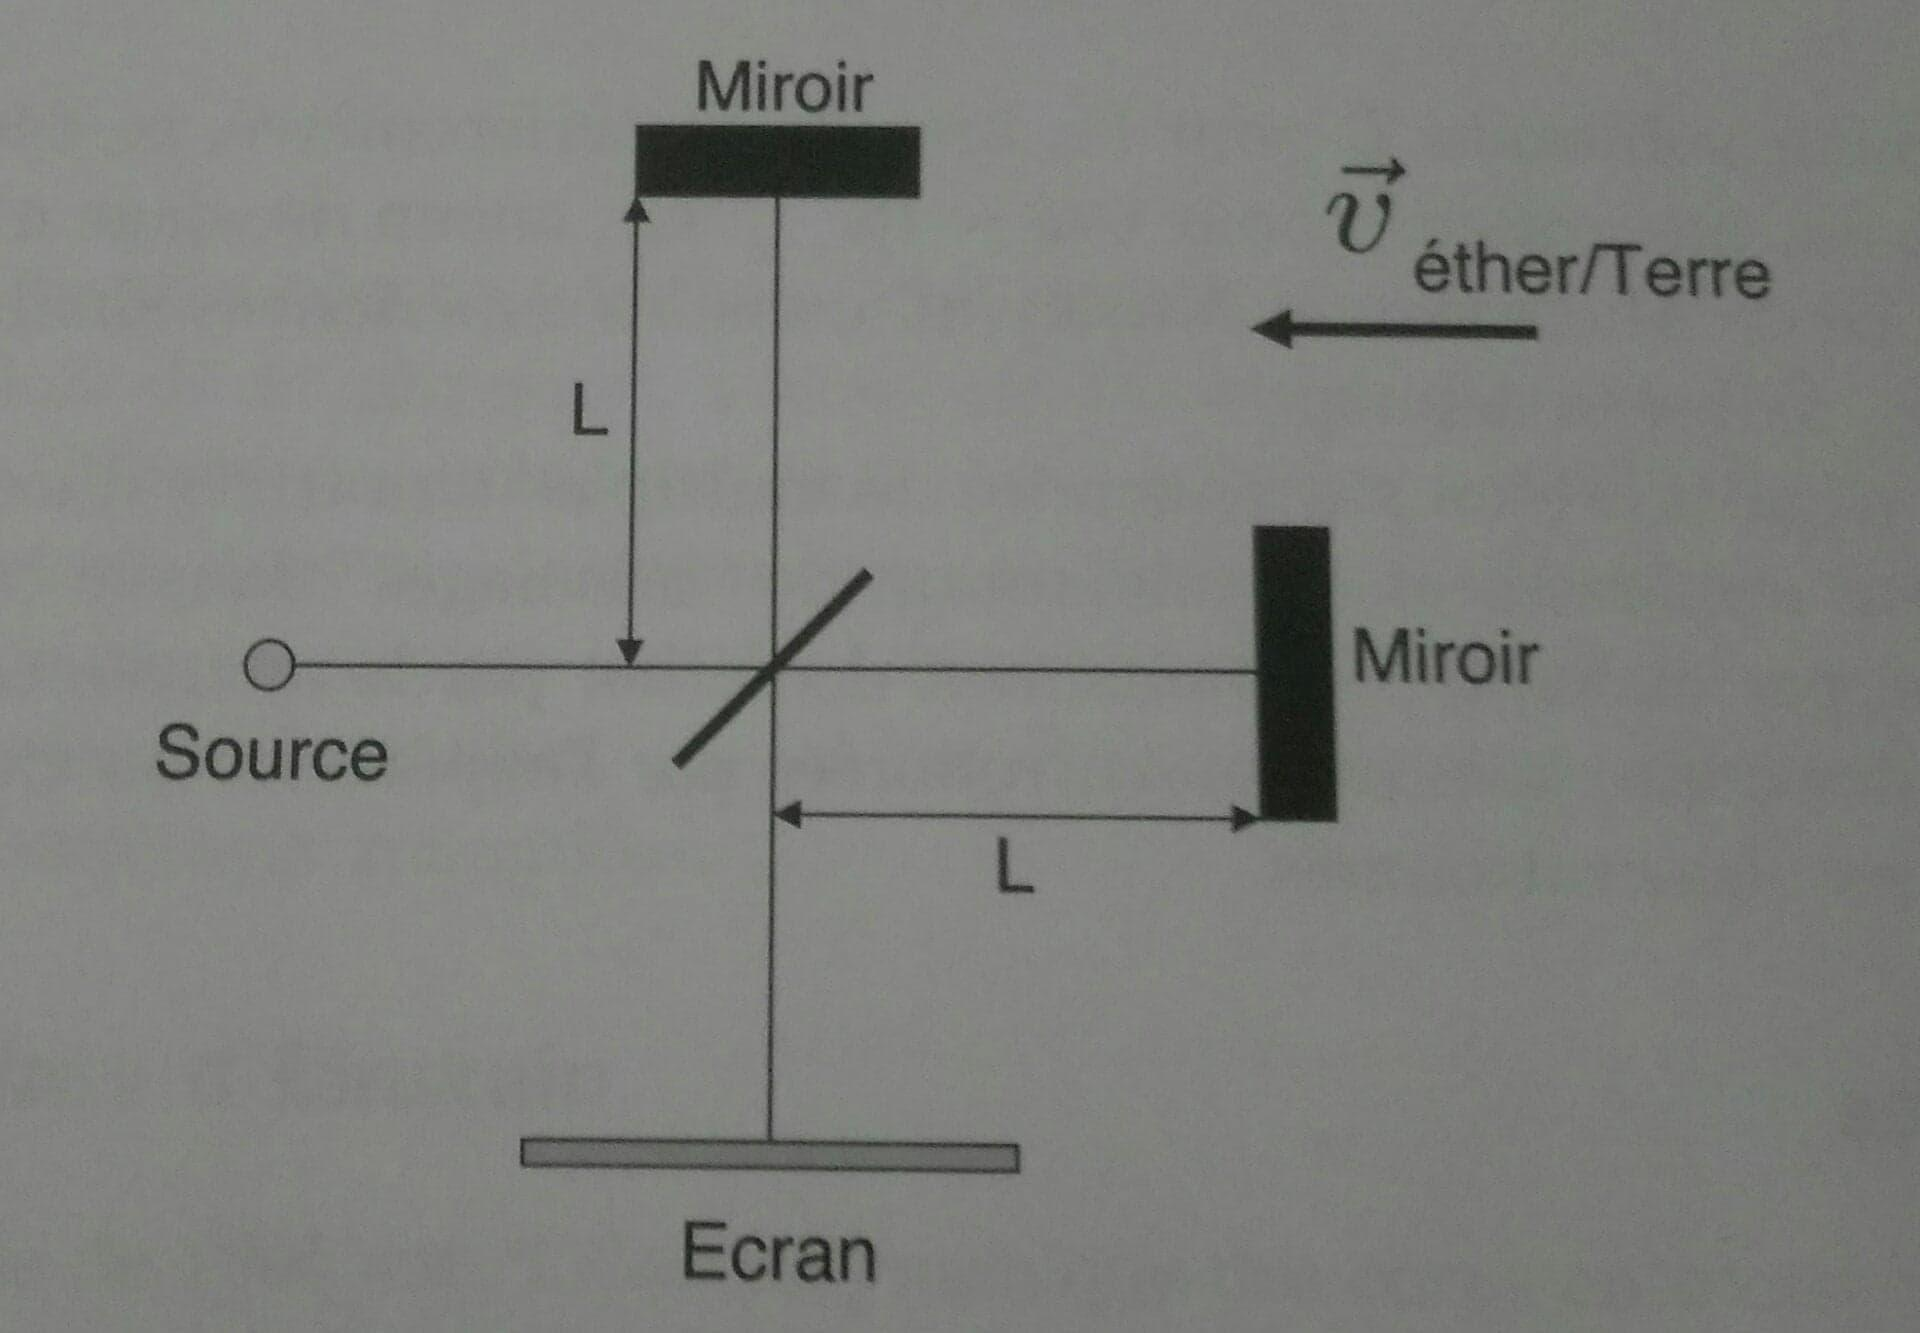 Miroir
v
éther/Terre
L
Miroir
Source
L
Ecran